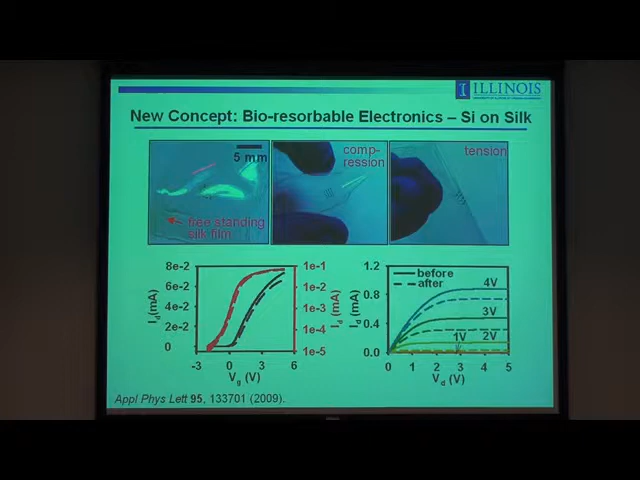 I ILLINOIS
New Concept: Bio-resorbable Electronics – Si on Silk
5 mm
free standing
silk film
comp-
ression
tension
8e-2
6e-2
4e-2
2e-2
0
I_d(mA)
-3 0 3 6
V_g (V)
1e-1
1e-2
1e-3
1e-4
1e-5
I_d(mA)
1.2
0.8
0.4
0.0
I_d(mA)
before
after
4V
3V
1V 2V
0 1 2 3 4 5
V_d (V)
Appl Phys Lett 95, 133701 (2009).